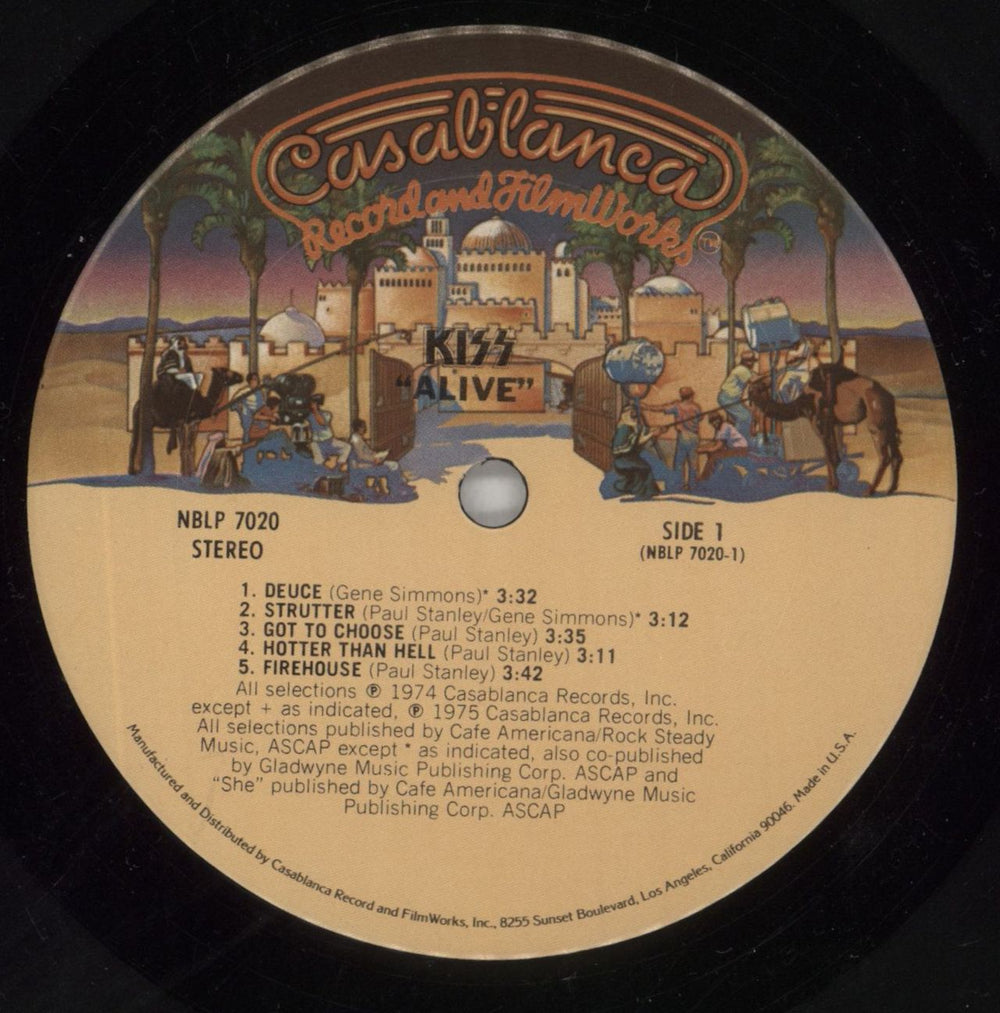 Casablanca
Record and FilmWorks™
KISS
“ALIVE”
NBLP 7020
STEREO
SIDE 1
(NBLP 7020-1)
1. DEUCE (Gene Simmons)* 3:32
2. STRUTTER (Paul Stanley/Gene Simmons)* 3:12
3. GOT TO CHOOSE (Paul Stanley) 3:35
4. HOTTER THAN HELL (Paul Stanley) 3:11
5. FIREHOUSE (Paul Stanley) 3:42
All selections ℗ 1974 Casablanca Records, Inc.
except + as indicated, ℗ 1975 Casablanca Records, Inc.
All selections published by Cafe Americana/Rock Steady
Music, ASCAP except * as indicated, also co-published
by Gladwyne Music Publishing Corp. ASCAP and
“She” published by Cafe Americana/Gladwyne Music
Publishing Corp. ASCAP
Manufactured and Distributed by Casablanca Record and FilmWorks, Inc., 8255 Sunset Boulevard, Los Angeles, California 90046. Made in U.S.A.